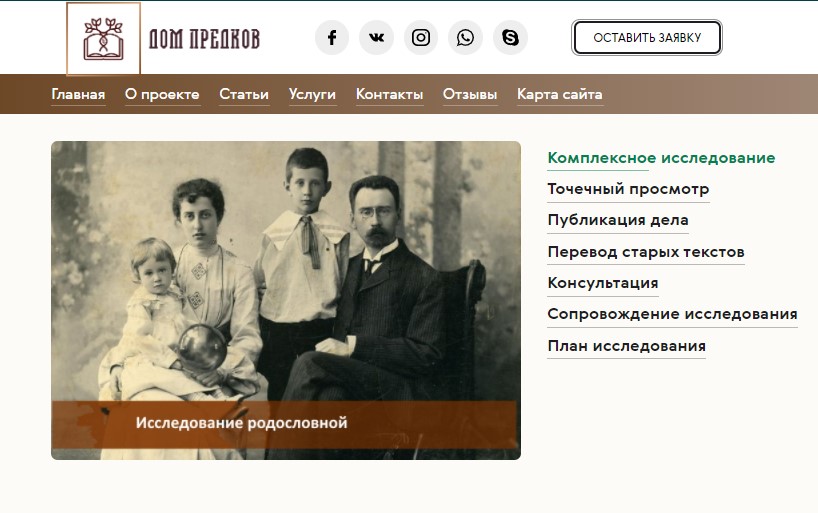 ДОМ ПРЕДКОВ
ОСТАВИТЬ ЗАЯВКУ
Главная О проекте Статьи Услуги Контакты Отзывы Карта сайта
Комплексное исследование
Точечный просмотр
Публикация дела
Перевод старых текстов
Консультация
Сопровождение исследования
План исследования
Исследование родословной